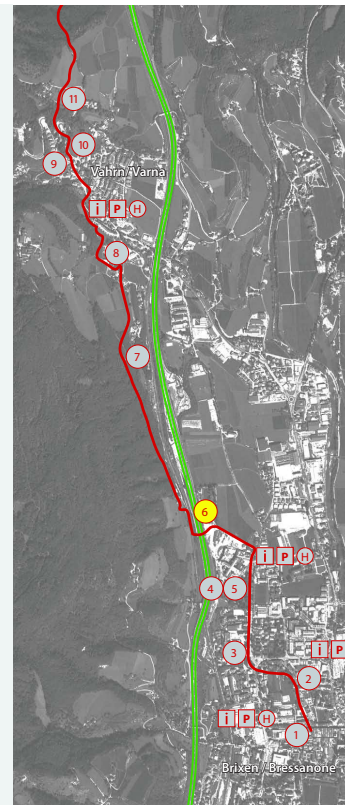 11
10
9
Vahrn/Varna
i P H
8
7
6
i P H
4 5
3
i P
2
i P H
1
Brixen / Bressanone